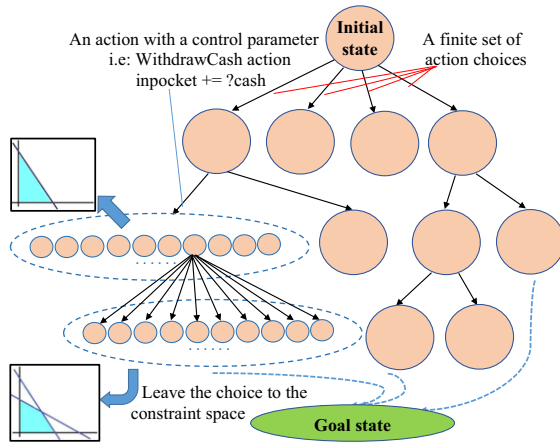 Initial
state
An action with a control parameter
i.e: WithdrawCash action
inpocket += ?cash
A finite set of
action choices
Leave the choice to the
constraint space
Goal state